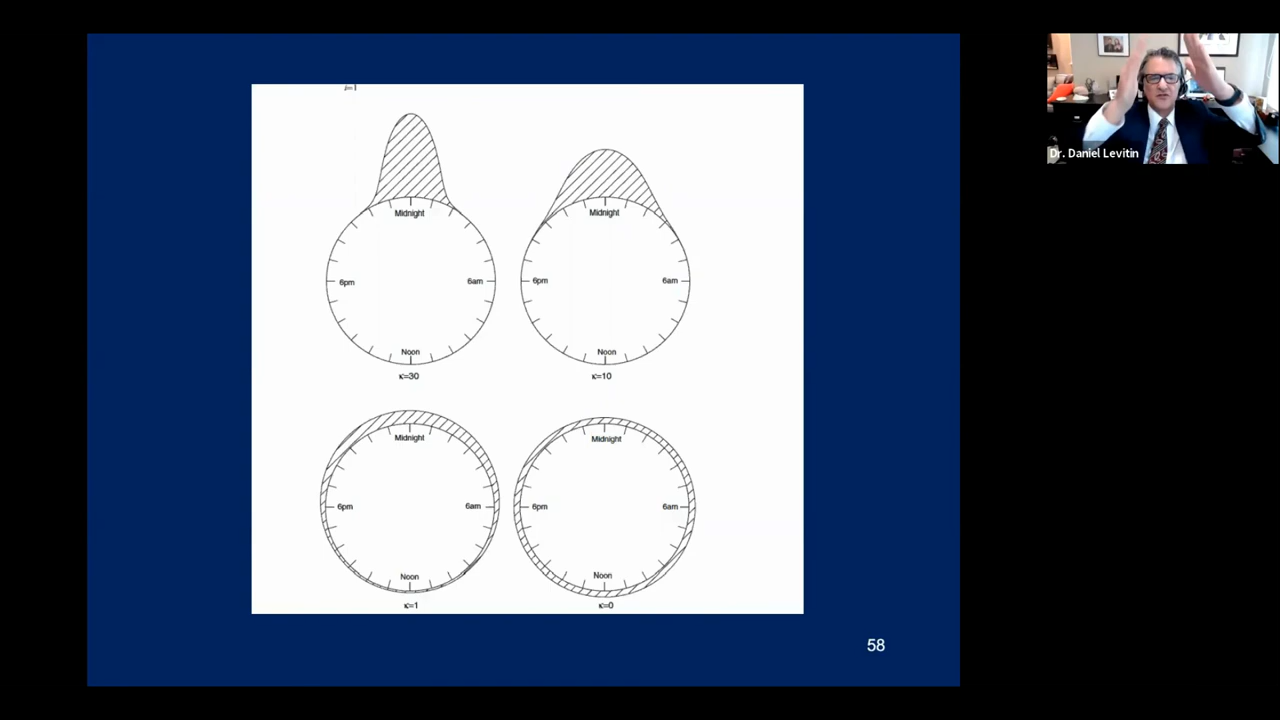 Midnight
6pm
6am
Noon
κ=30
Midnight
6pm
6am
Noon
κ=10
Midnight
6pm
6am
Noon
κ=1
Midnight
6pm
6am
Noon
κ=0
58
Dr. Daniel Levitin